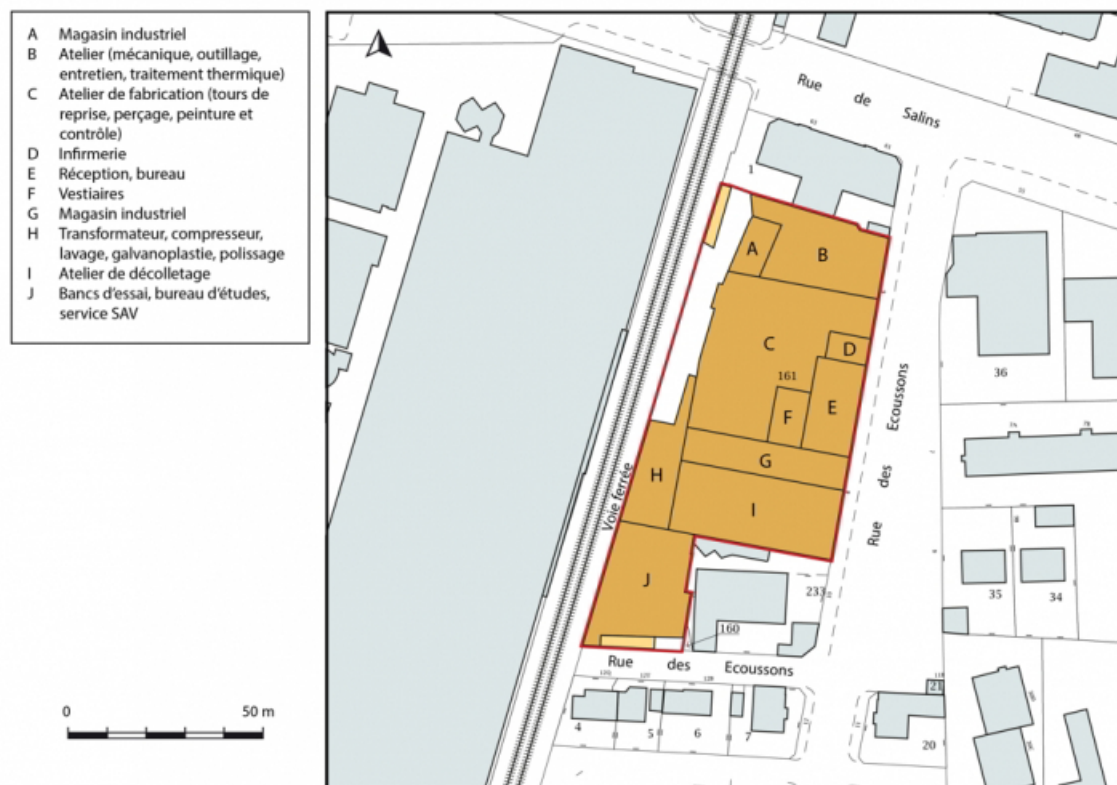 A Magasin industriel
B Atelier (mécanique, outillage,
entretien, traitement thermique)
C Atelier de fabrication (tours de
reprise, perçage, peinture et
contrôle)
D Infirmerie
E Réception, bureau
F Vestiaires
G Magasin industriel
H Transformateur, compresseur,
lavage, galvanoplastie, polissage
I Atelier de décolletage
J Bancs d'essai, bureau d'études,
service SAV
0 50 m
Rue de Salins
1
A
B
C
D
161
E
F
G
H
I
J
Voie ferrée
Rue des Ecoussons
36
35
34
233
160
Rue des Ecoussons
4
5
6
7
20
21